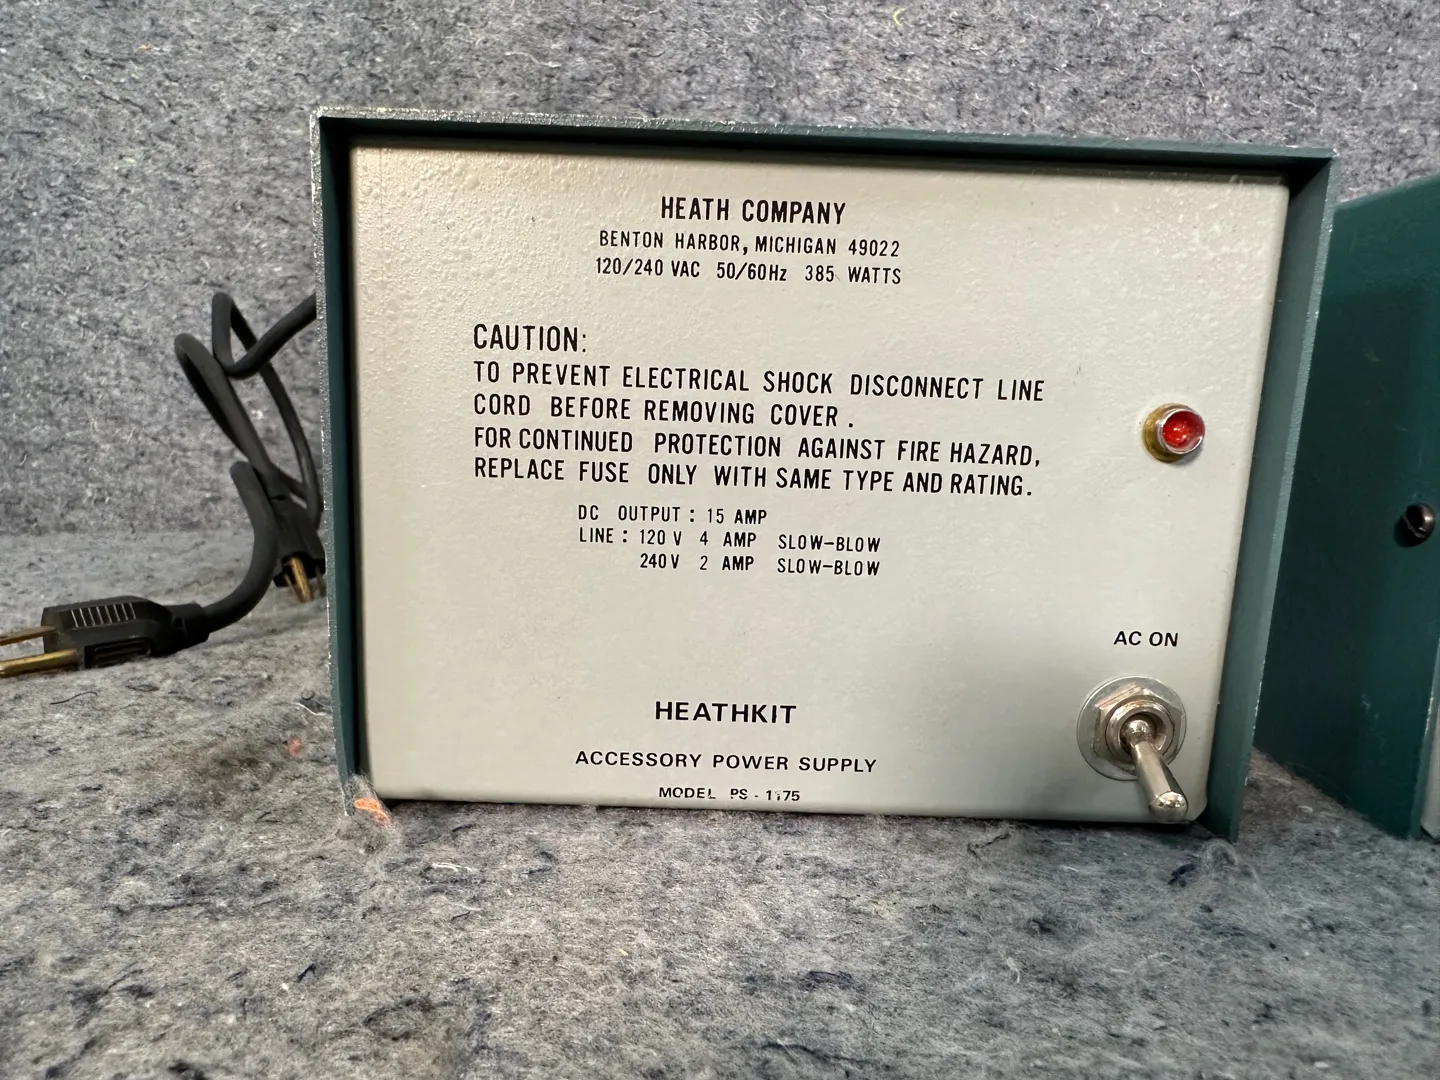 HEATH COMPANY
BENTON HARBOR, MICHIGAN 49022
120/240 VAC 50/60Hz 385 WATTS
CAUTION:
TO PREVENT ELECTRICAL SHOCK DISCONNECT LINE
CORD BEFORE REMOVING COVER.
FOR CONTINUED PROTECTION AGAINST FIRE HAZARD,
REPLACE FUSE ONLY WITH SAME TYPE AND RATING.
DC OUTPUT: 15 AMP
LINE: 120 V 4 AMP SLOW-BLOW
240 V 2 AMP SLOW-BLOW
AC ON
HEATHKIT
ACCESSORY POWER SUPPLY
MODEL PS-1175